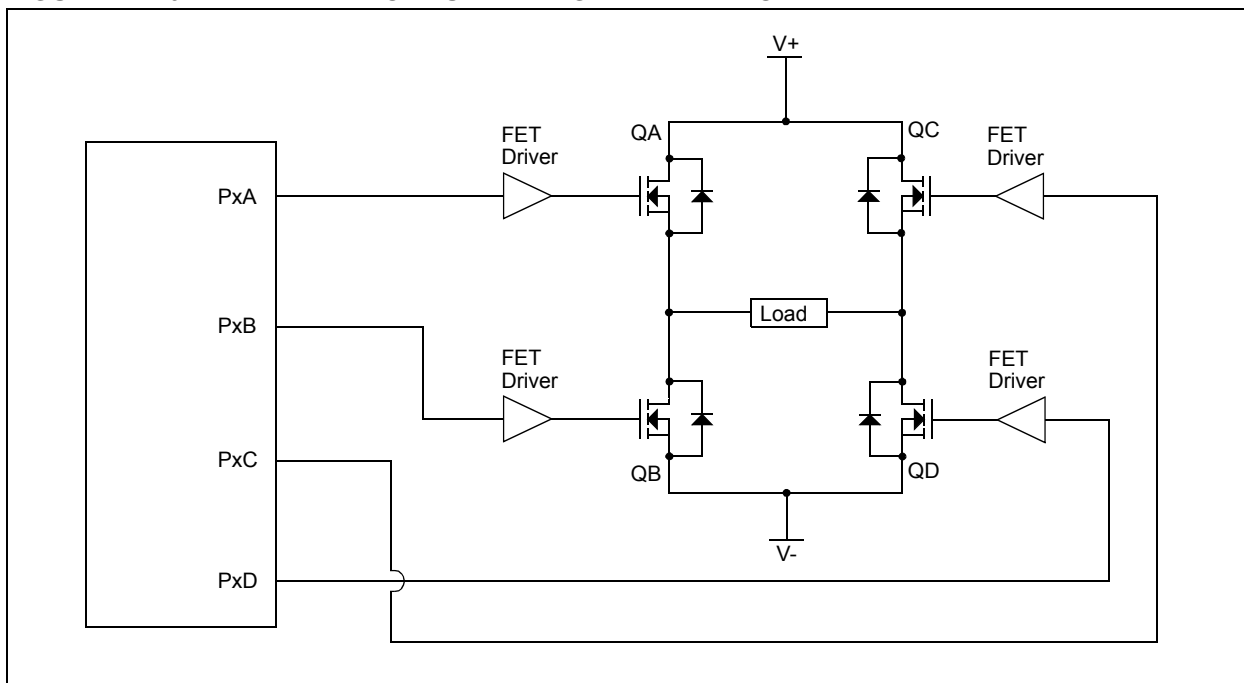 V+
FET
Driver
QA
QC
FET
Driver
PxA
PxB
Load
FET
Driver
FET
Driver
PxC
QB
QD
V-
PxD